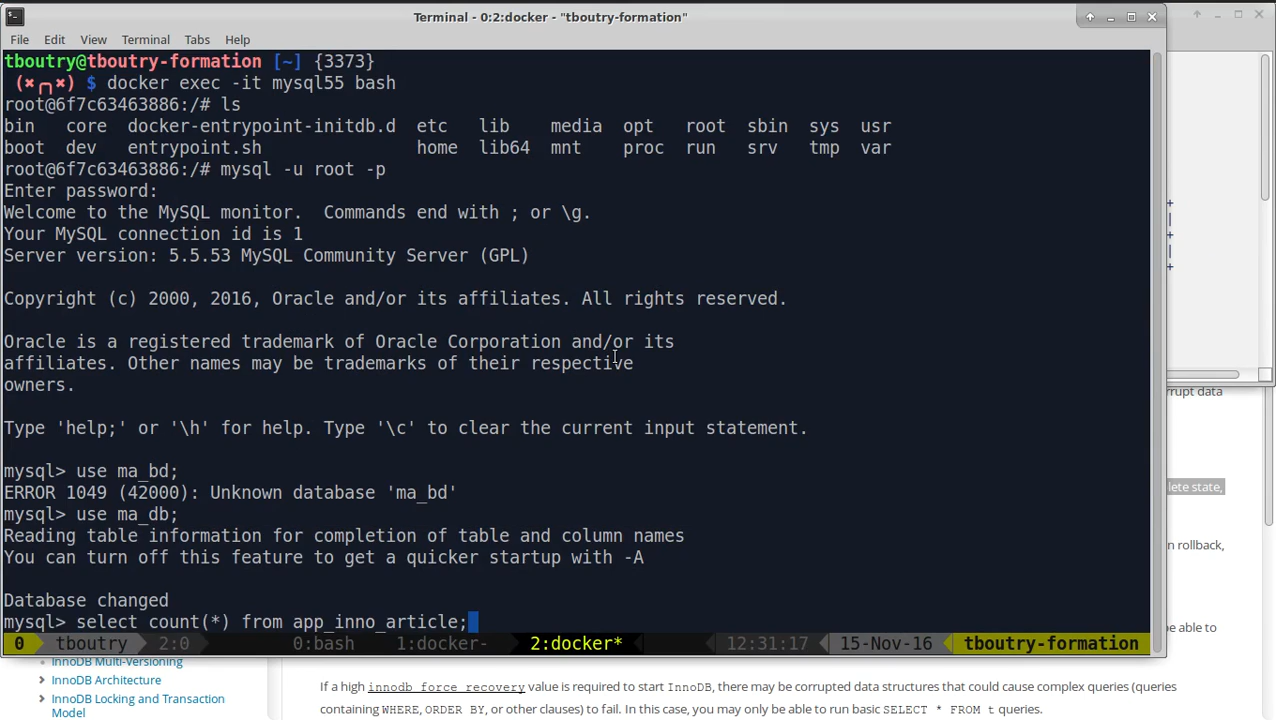 Terminal - 0:2:docker - "tboutry-formation"
File Edit View Terminal Tabs Help
tboutry@tboutry-formation [~] {3373}
(✖╭╮✖) $ docker exec -it mysql55 bash
root@6f7c63463886:/# ls
bin core docker-entrypoint-initdb.d etc lib media opt root sbin sys usr
boot dev entrypoint.sh home lib64 mnt proc run srv tmp var
root@6f7c63463886:/# mysql -u root -p
Enter password:
Welcome to the MySQL monitor. Commands end with ; or \g.
Your MySQL connection id is 1
Server version: 5.5.53 MySQL Community Server (GPL)
Copyright (c) 2000, 2016, Oracle and/or its affiliates. All rights reserved.
Oracle is a registered trademark of Oracle Corporation and/or its
affiliates. Other names may be trademarks of their respective
owners.
Type 'help;' or '\h' for help. Type '\c' to clear the current input statement.
mysql> use ma_bd;
ERROR 1049 (42000): Unknown database 'ma_bd'
mysql> use ma_db;
Reading table information for completion of table and column names
You can turn off this feature to get a quicker startup with -A
Database changed
mysql> select count(*) from app_inno_article;
0 tboutry 2:0 0:bash 1:docker- 2:docker* 12:31:17 15-Nov-16 tboutry-formation
rrupt data
lete state,
n rollback,
be able to
InnoDB Multi-Versioning
InnoDB Architecture
InnoDB Locking and Transaction
Model
If a high innodb_force_recovery value is required to start InnoDB, there may be corrupted data structures that could cause complex queries (queries
containing WHERE, ORDER BY, or other clauses) to fail. In this case, you may only be able to run basic SELECT * FROM t queries.